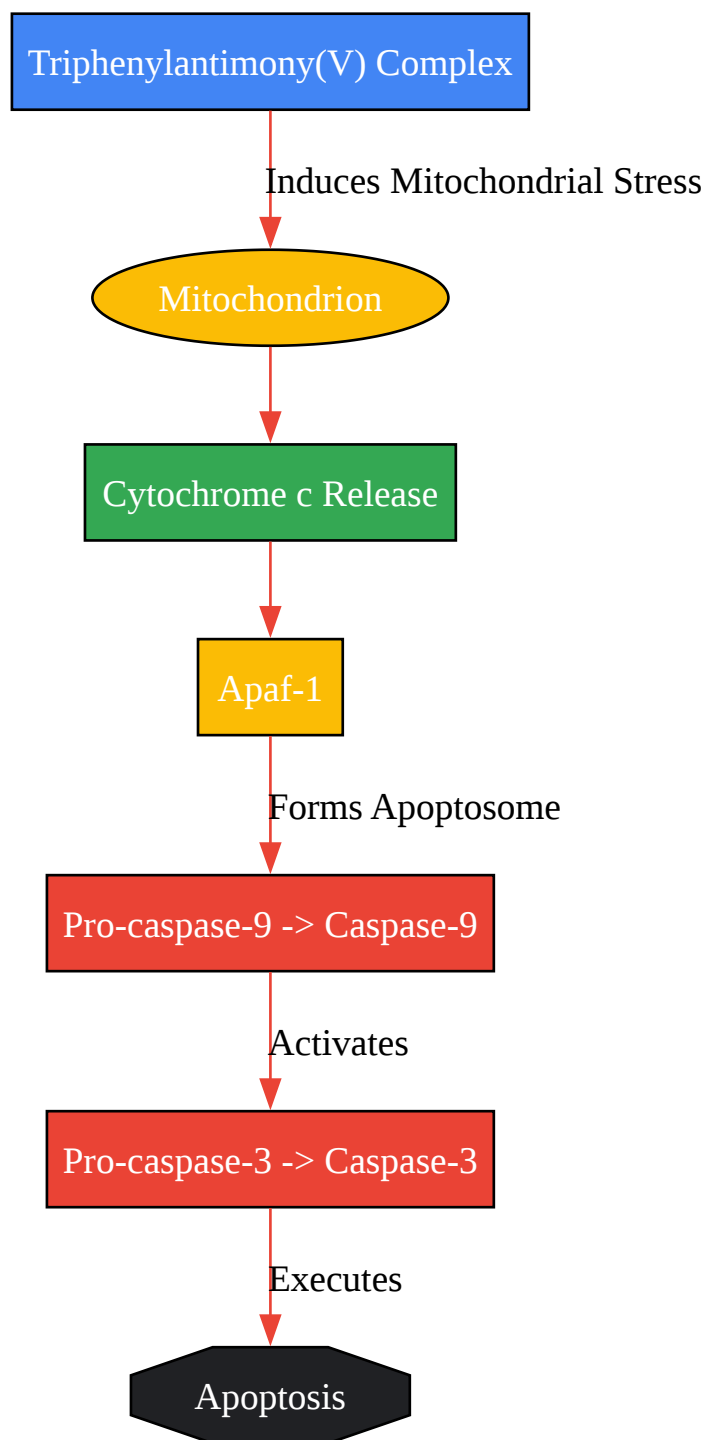 Triphenylantimony(V) Complex
Induces Mitochondrial Stress
Mitochondrion
Cytochrome c Release
Apaf-1
Forms Apoptosome
Pro-caspase-9 -> Caspase-9
Activates
Pro-caspase-3 -> Caspase-3
Executes
Apoptosis